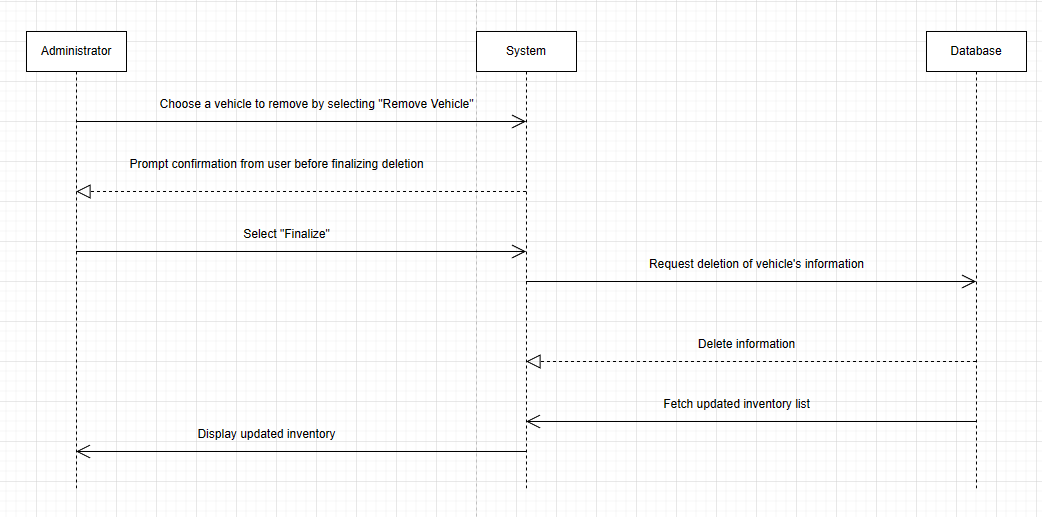 Administrator
System
Database
Choose a vehicle to remove by selecting "Remove Vehicle"
Prompt confirmation from user before finalizing deletion
Select "Finalize"
Request deletion of vehicle's information
Delete information
Fetch updated inventory list
Display updated inventory